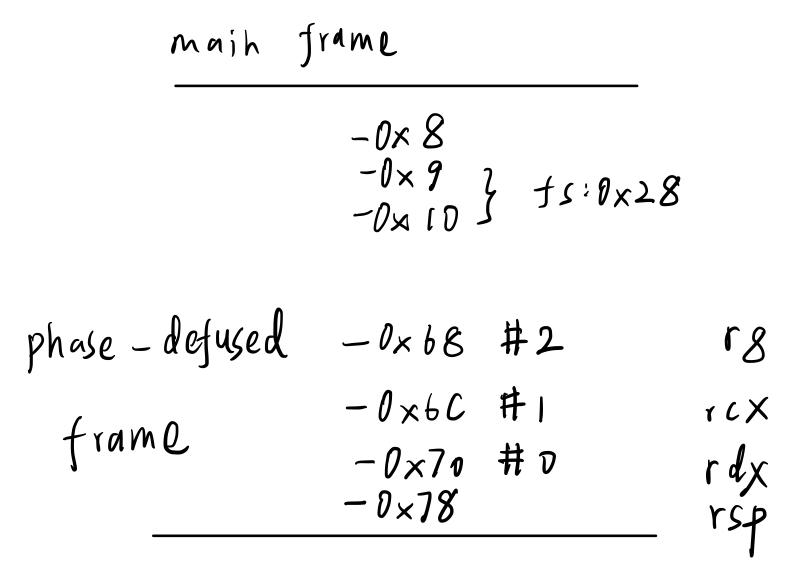 main frame
-0x8
-0x9
-0x10 } fs:0x28
phase-defused -0x68 #2 r8
-0x6C #1 rcx
frame
-0x70 #0 rdx
-0x78 rsp